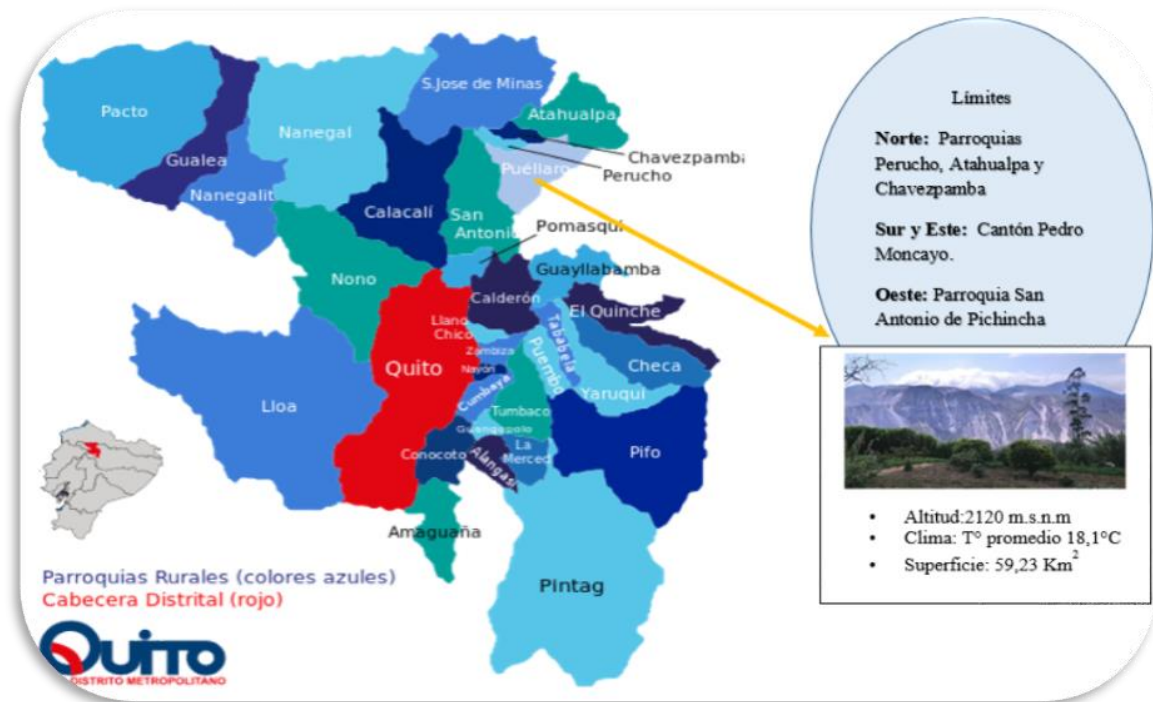 Pacto
Gualea
Nanegalit
Nanegal
S.Jose de Minas
Atahualpa
Chavezpamba
Perucho
Puéllaro
Calacalí
San
Antonio
Pomasqui
Nono
Guayllabamba
Calderón
El Quinche
Llano
Chico
Zambiza
Nayón
Tababela
Puembo
Checa
Yaruquí
Quito
Cumbaya
Lloa
Tumbaco
Guangopolo
Conocoto
Alangasi
La
Merced
Pifo
Amaguaña
Pintag
Parroquias Rurales (colores azules)
Cabecera Distrital (rojo)
QUITO
DISTRITO METROPOLITANO
Límites
Norte: Parroquias
Perucho, Atahualpa y
Chavezpamba
Sur y Este: Cantón Pedro
Moncayo.
Oeste: Parroquia San
Antonio de Pichincha
• Altitud:2120 m.s.n.m
• Clima: T° promedio 18,1°C
• Superficie: 59,23 Km2